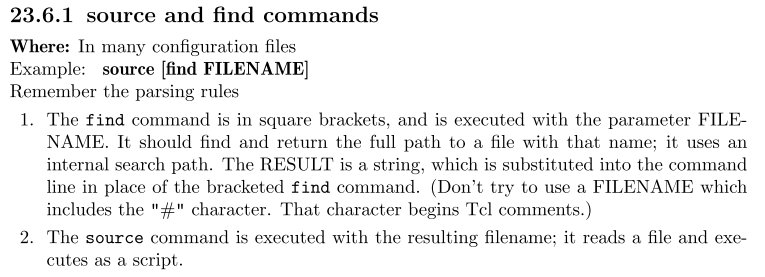 23.6.1 source and find commands
Where: In many configuration files
Example: source [find FILENAME]
Remember the parsing rules
1. The find command is in square brackets, and is executed with the parameter FILE-
NAME. It should find and return the full path to a file with that name; it uses an
internal search path. The RESULT is a string, which is substituted into the command
line in place of the bracketed find command. (Don't try to use a FILENAME which
includes the "#" character. That character begins Tcl comments.)
2. The source command is executed with the resulting filename; it reads a file and exe-
cutes as a script.